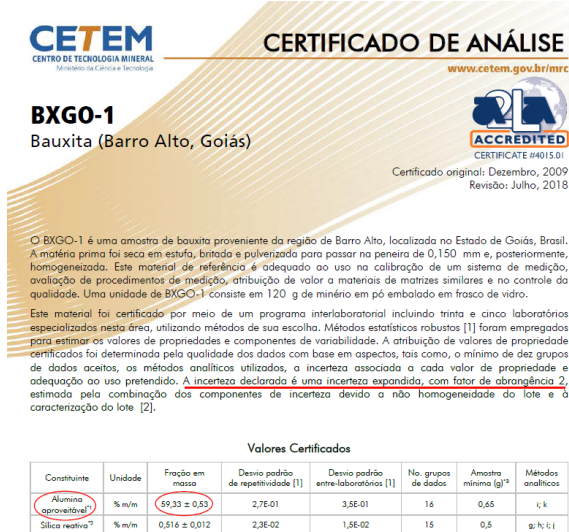 CETEM
CENTRO DE TECNOLOGIA MINERAL
Ministério da Ciência e Tecnologia
CERTIFICADO DE ANÁLISE
www.cetem.gov.br/mrc
BXGO-1
Bauxita (Barro Alto, Goiás)
A2LA
ACCREDITED
CERTIFICATE #4015.01
Certificado original: Dezembro, 2009
Revisão: Julho, 2018
O BXGO-1 é uma amostra de bauxita proveniente da região de Barro Alto, localizada no Estado de Goiás, Brasil.
A matéria prima foi seca em estufa, britada e pulverizada para passar na peneira de 0,150 mm e, posteriormente,
homogeneizada. Este material de referência é adequado ao uso na calibração de um sistema de medição,
avaliação de procedimentos de medição, atribuição de valor a materiais de matrizes similares e no controle da
qualidade. Uma unidade de BXGO-1 consiste em 120 g de minério em pó embalado em frasco de vidro.
Este material foi certificado por meio de um programa interlaboratorial incluindo trinta e cinco laboratórios
especializados nesta área, utilizando métodos de sua escolha. Métodos estatísticos robustos [1] foram empregados
para estimar os valores de propriedades e componentes de variabilidade. A atribuição de valores de propriedade
certificados foi determinada pela qualidade dos dados com base em aspectos, tais como, o mínimo de dez grupos
de dados aceitos, os métodos analíticos utilizados, a incerteza associada a cada valor de propriedade e
adequação ao uso pretendido. A incerteza declarada é uma incerteza expandida, com fator de abrangência 2,
estimada pela combinação dos componentes de incerteza devido a não homogeneidade do lote e à
caracterização do lote [2].
Valores Certificados
Constituinte Unidade Fração em massa Desvio padrão de repetitividade [1] Desvio padrão entre-laboratórios [1] No. grupos de dados Amostra mínima (g)*3 Métodos analíticos
Alumina aproveitável*1 % m/m 59,33 ± 0,53 2,7E-01 3,5E-01 16 0,65 i; k
Sílica reativa*2 % m/m 0,516 ± 0,012 2,3E-02 1,5E-02 15 0,5 g; h; i; j